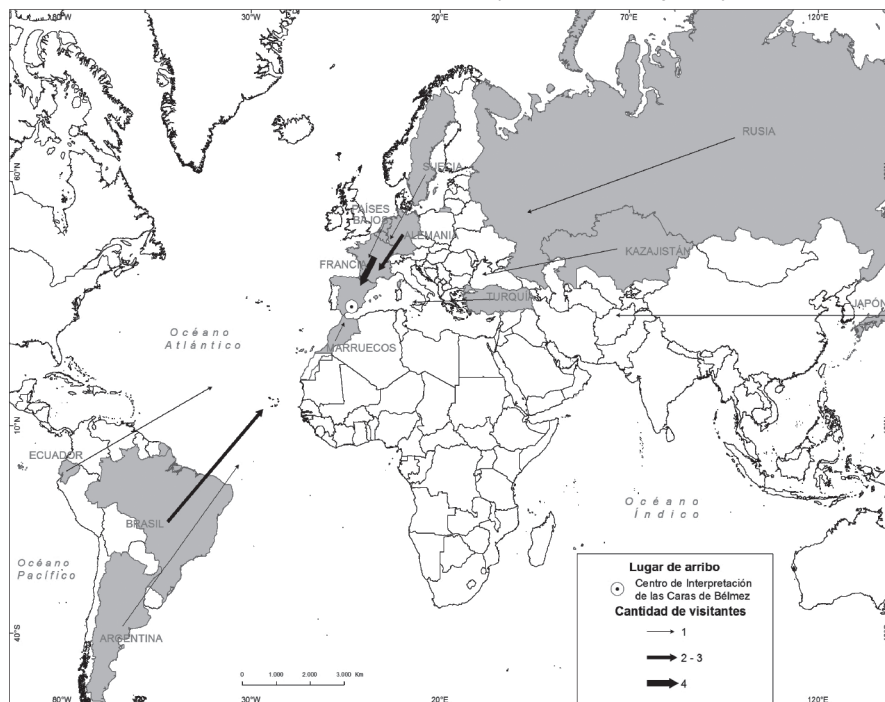 80°W 30°W 20°E 70°E 120°E
60°N
10°N
40°S
RUSIA
SUECIA
PAÍSES
BAJOS
ALEMANIA
KAZAJISTÁN
FRANCIA
TURQUÍA
JAPÓN
MARRUECOS
Océano
Atlántico
ECUADOR
BRASIL
Océano
Índico
Océano
Pacífico
ARGENTINA
Lugar de arribo
Centro de Interpretación
de las Caras de Bélmez
Cantidad de visitantes
1
2 - 3
4
0 1.000 2.000 3.000 Km
80°W 30°W 20°E 120°E